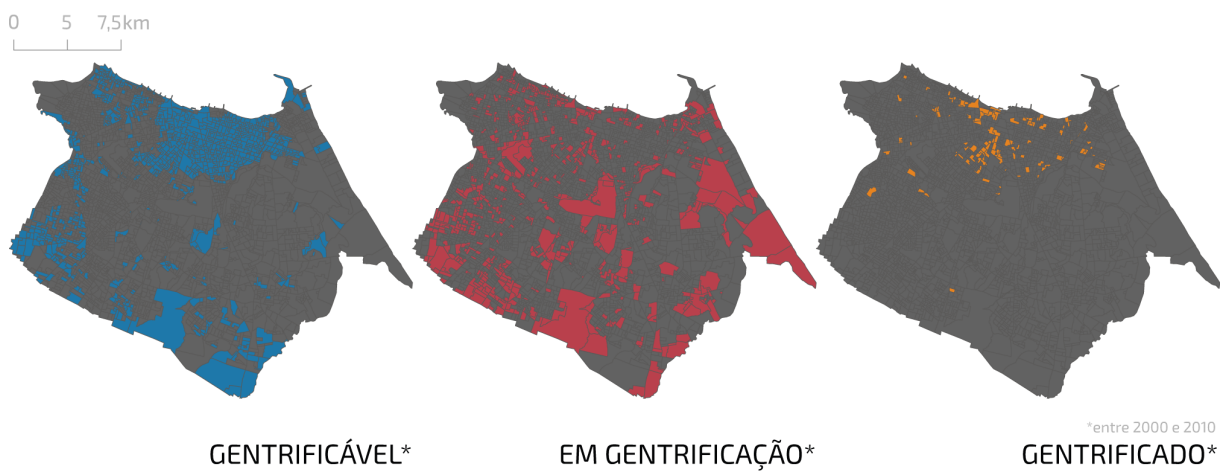 0 5 7,5km
*entre 2000 e 2010
GENTRIFICÁVEL* EM GENTRIFICAÇÃO* GENTRIFICADO*